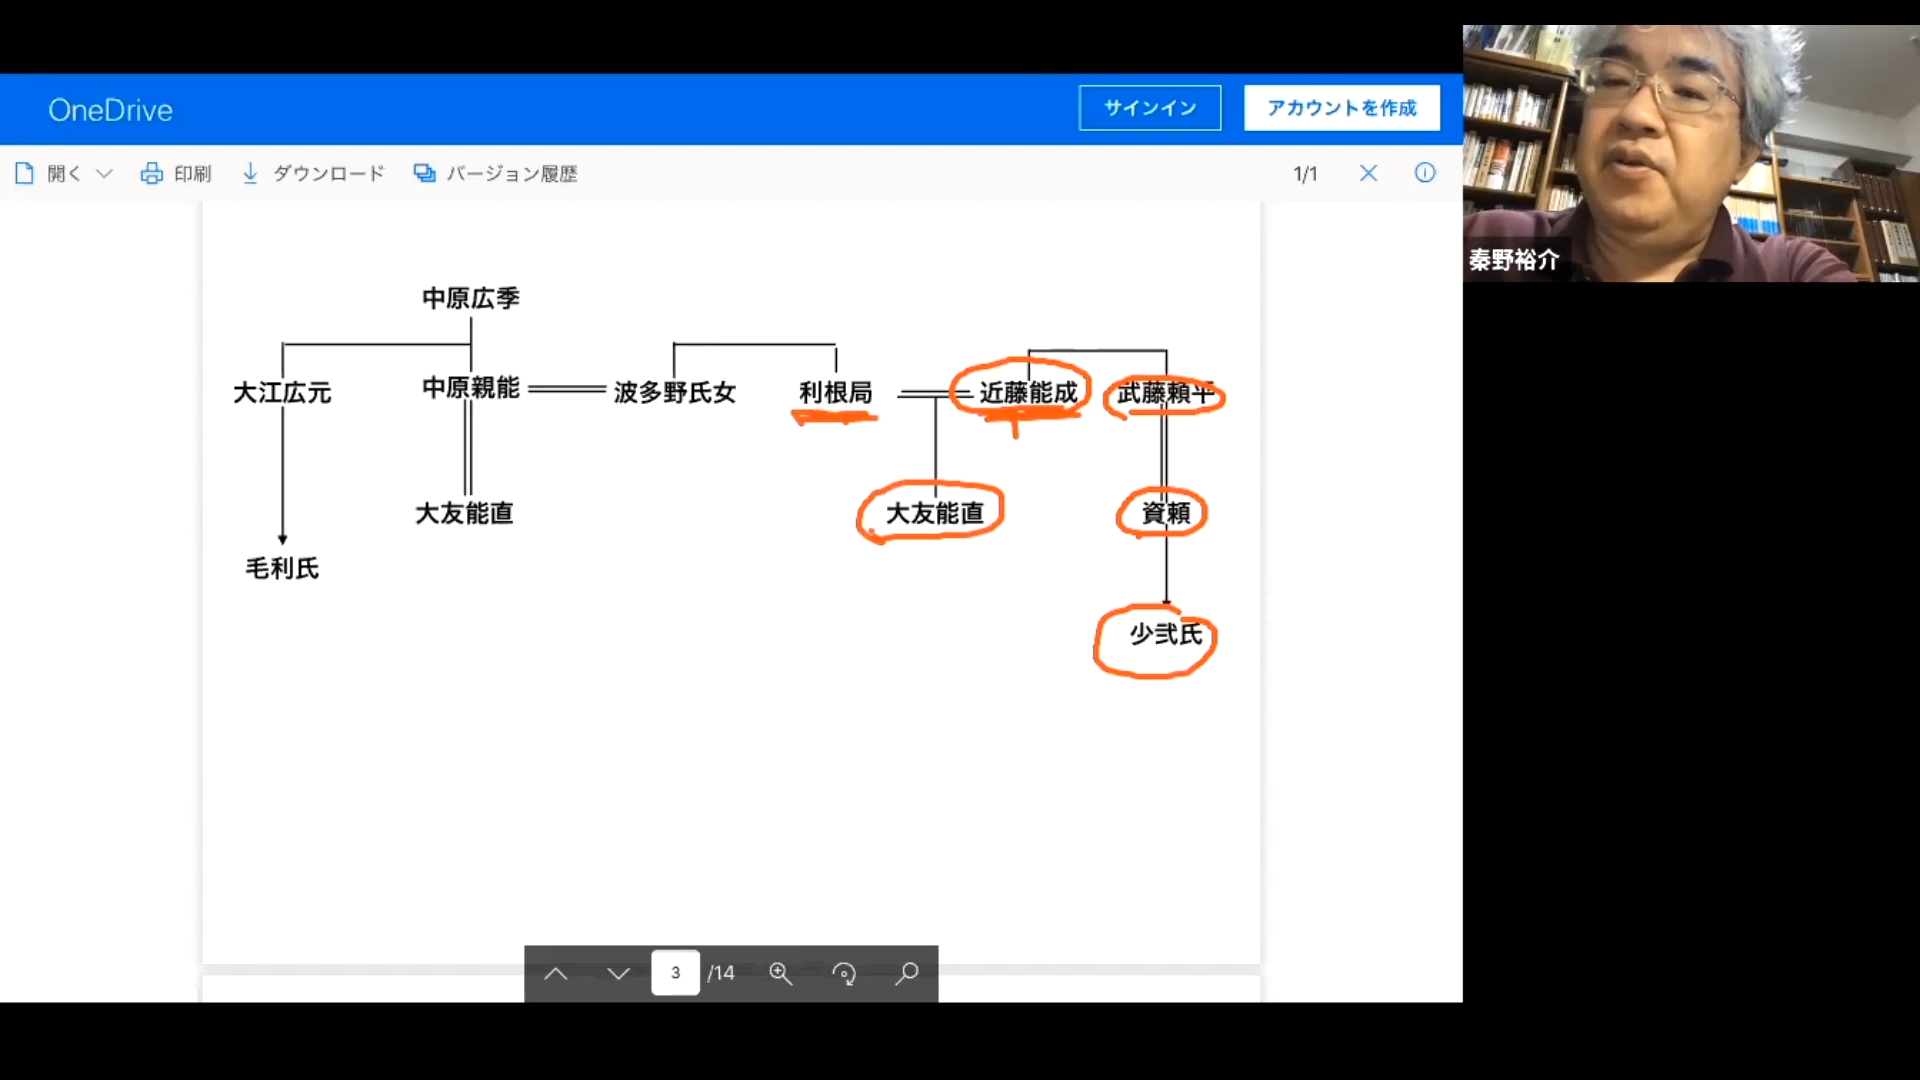 OneDrive
サインイン
アカウントを作成
開く
印刷
ダウンロード
バージョン履歴
1/1
秦野裕介
中原広季
大江広元
中原親能
波多野氏女
利根局
近藤能成
武藤頼平
大友能直
大友能直
資頼
毛利氏
少弐氏
3 /14